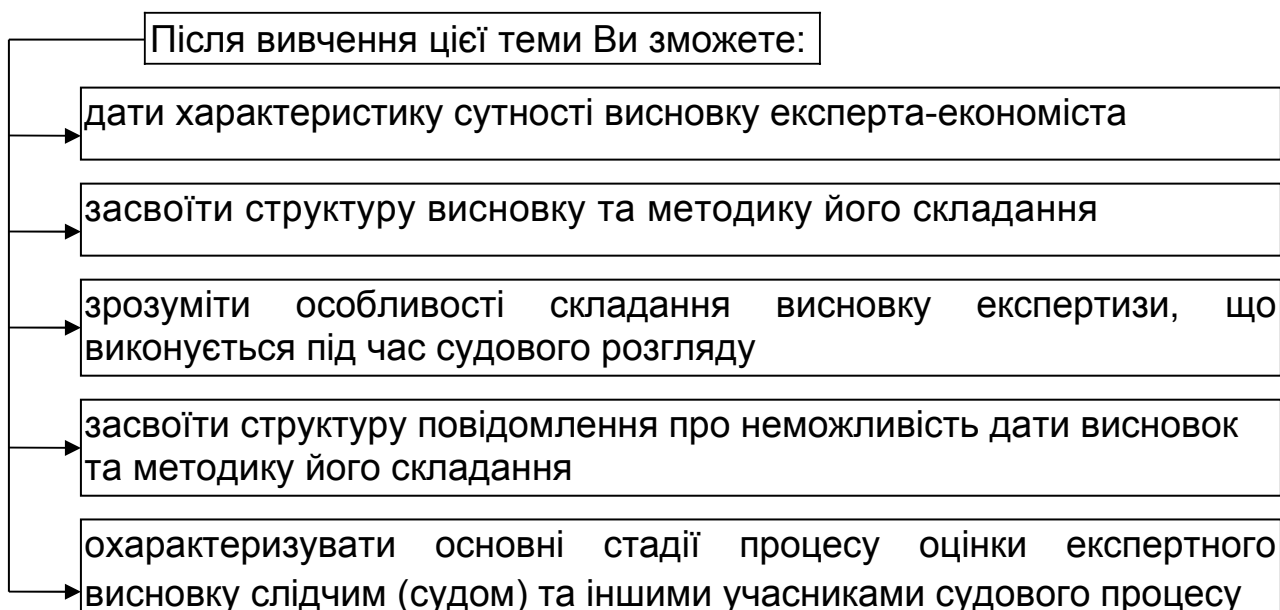 Після вивчення цієї теми Ви зможете:
дати характеристику сутності висновку експерта-економіста
засвоїти структуру висновку та методику його складання
зрозуміти особливості складання висновку експертизи, що
виконується під час судового розгляду
засвоїти структуру повідомлення про неможливість дати висновок
та методику його складання
охарактеризувати основні стадії процесу оцінки експертного
висновку слідчим (судом) та іншими учасниками судового процесу